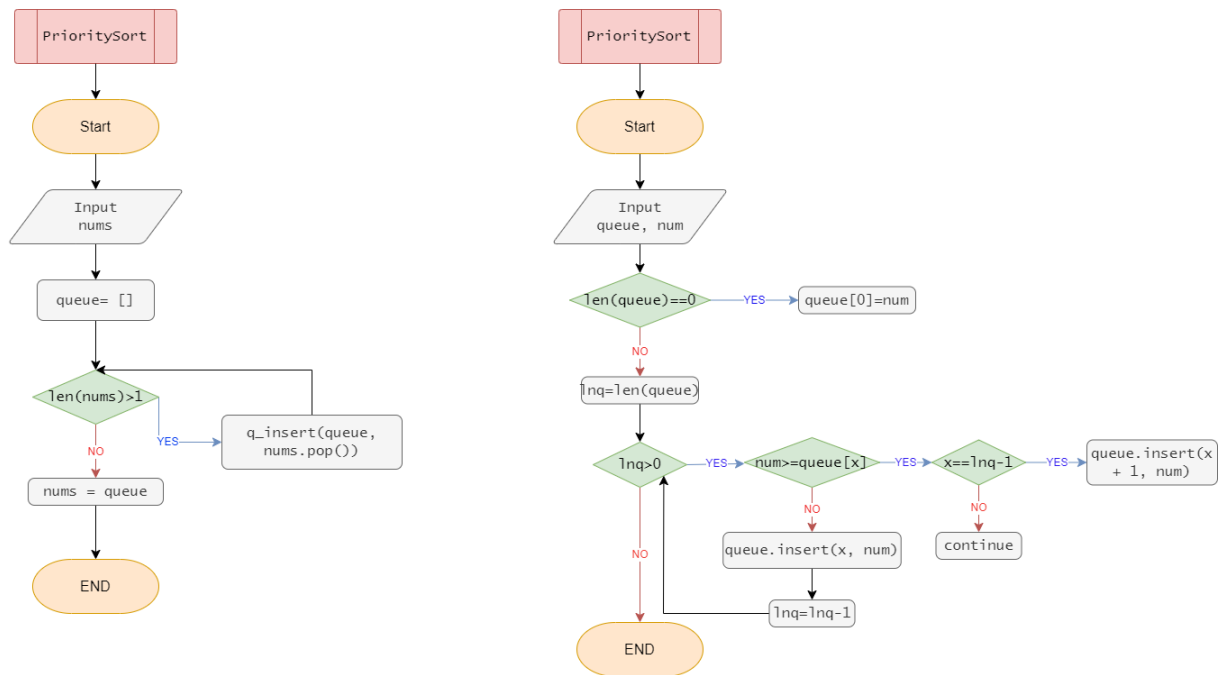 PrioritySort
Start
Input
nums
queue= []
len(nums)>1
YES
q_insert(queue,
nums.pop())
NO
nums = queue
END
PrioritySort
Start
Input
queue, num
len(queue)==0
YES
queue[0]=num
NO
lnq=len(queue)
lnq>0
YES
num>=queue[x]
YES
x==lnq-1
YES
queue.insert(x
+ 1, num)
NO
NO
continue
queue.insert(x, num)
NO
lnq=lnq-1
END